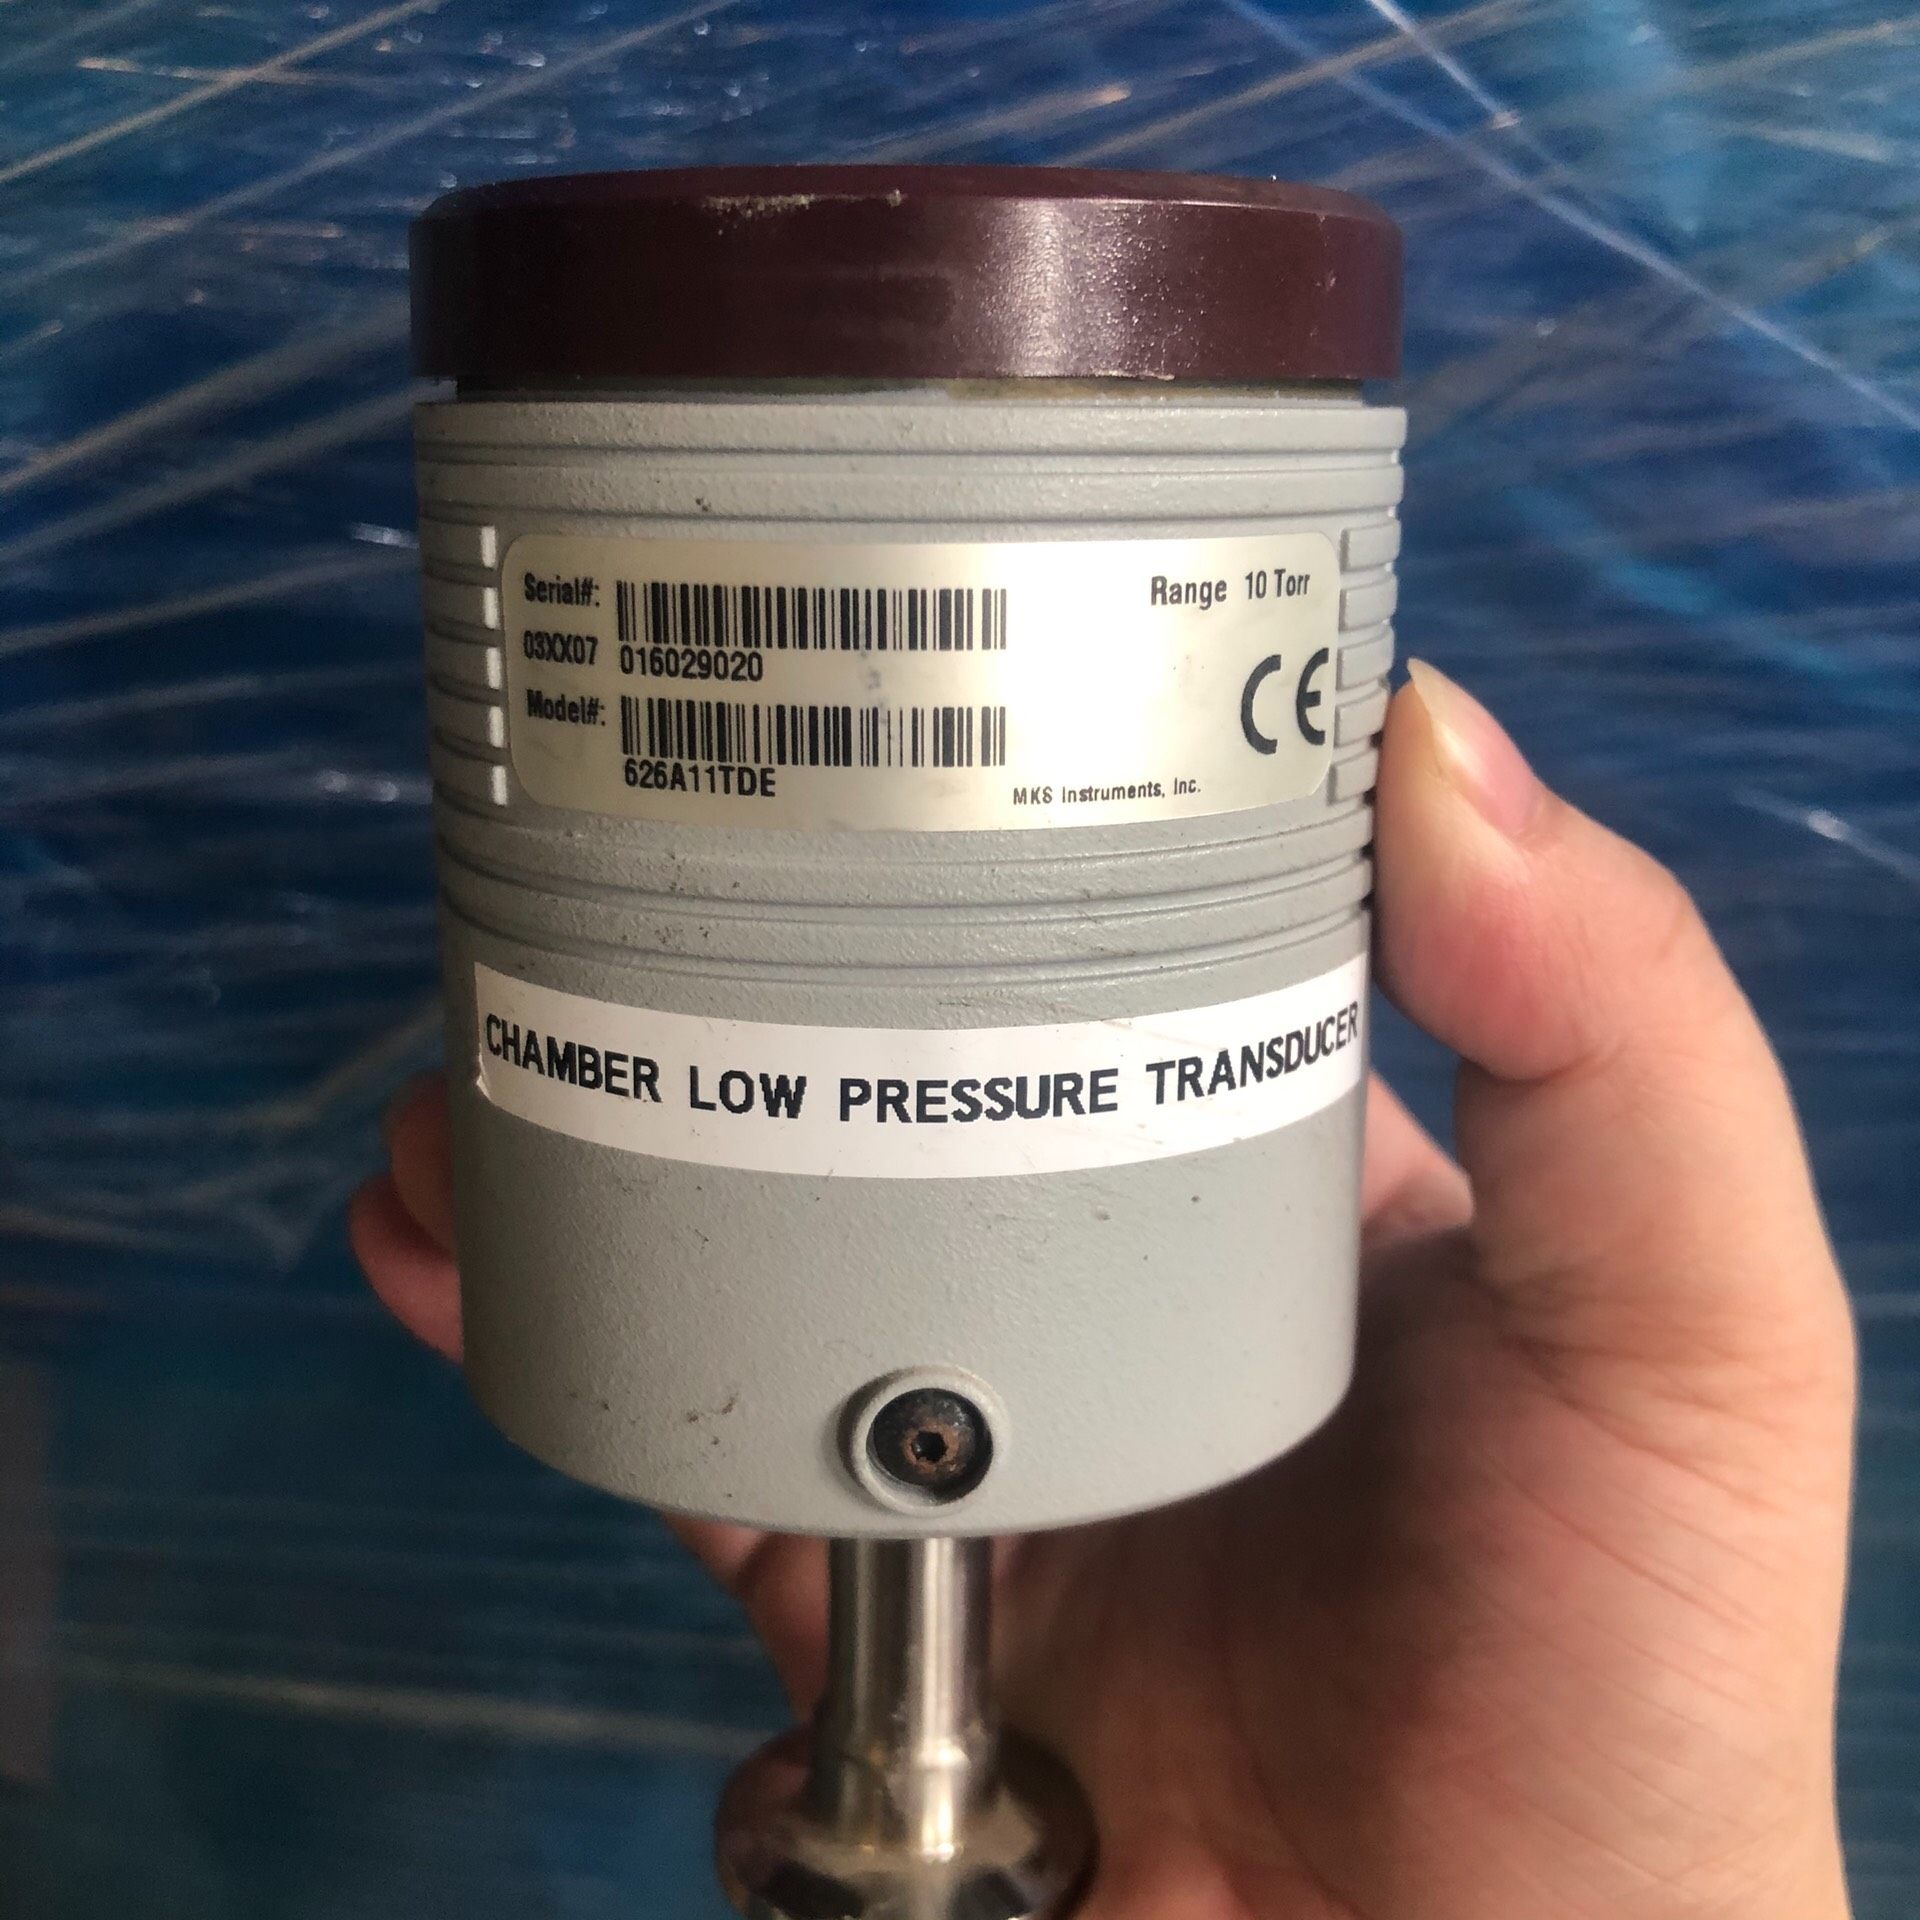 Serial#:
Range 10 Torr
03XX07 016029020
Model#:
626A11TDE
CE
MKS Instruments, Inc.
CHAMBER LOW PRESSURE TRANSDUCER